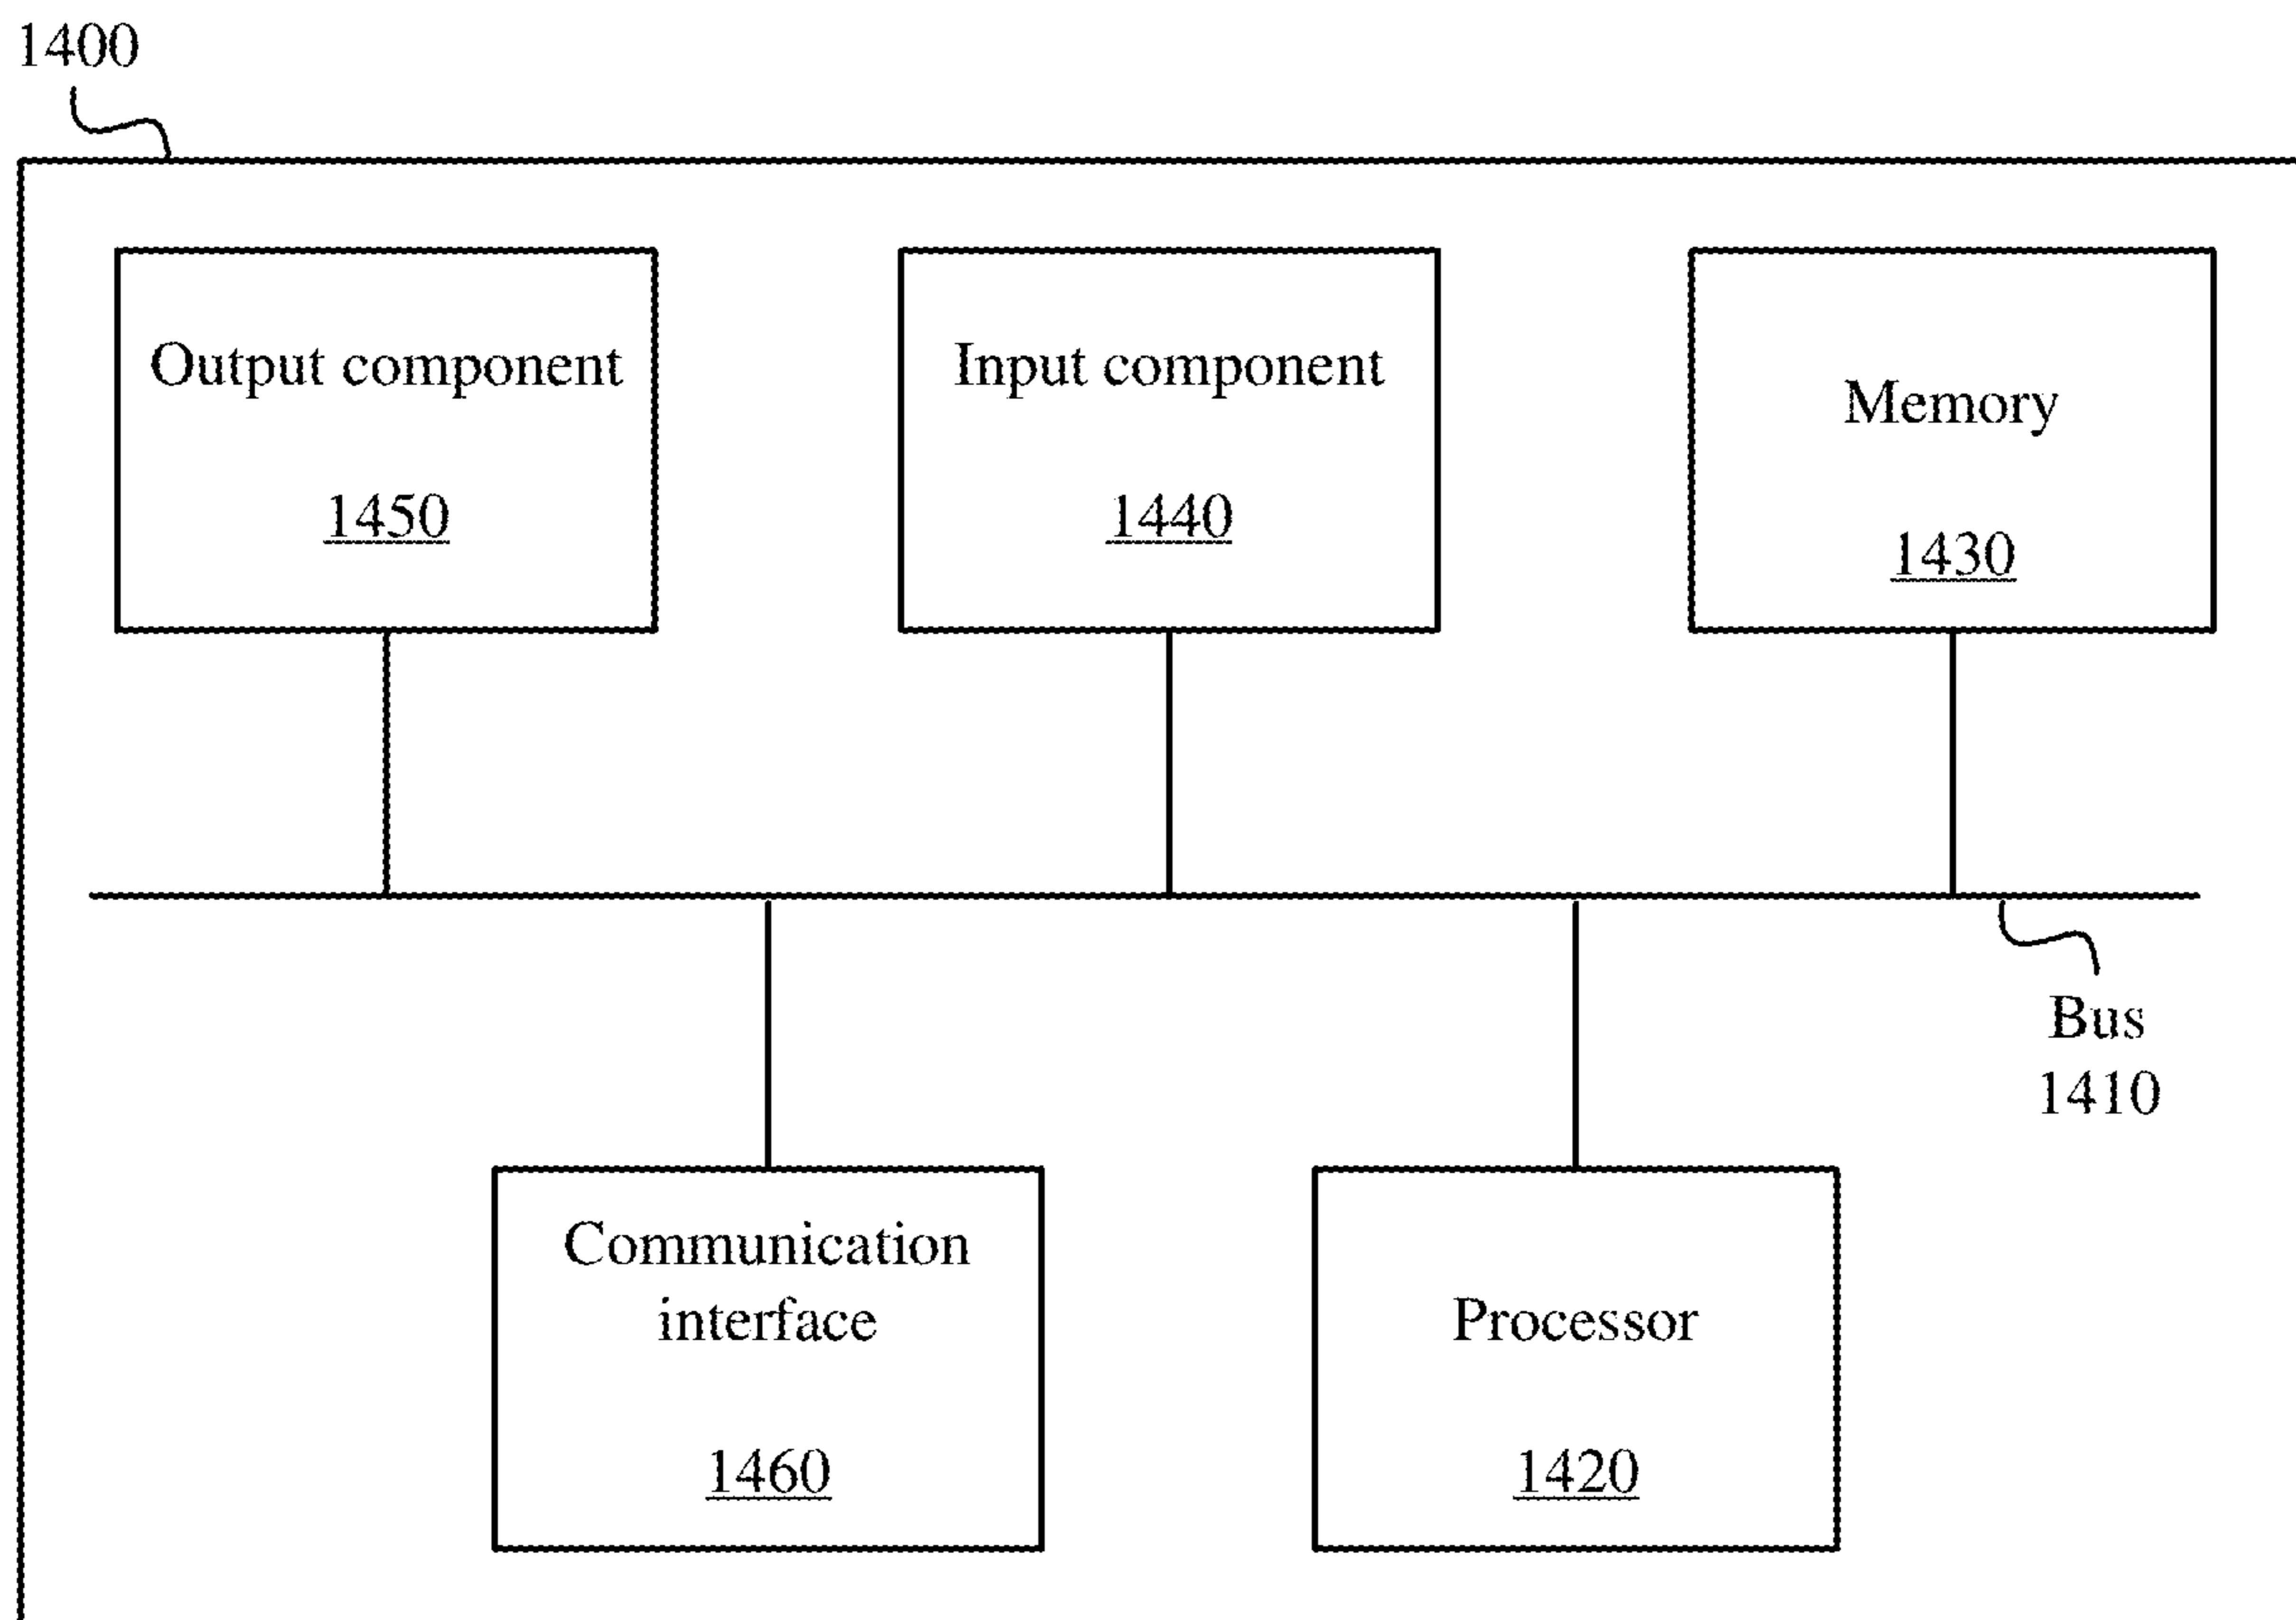 1400
Output component
1450
Input component
1440
Memory
1430
Bus
1410
Communication
interface
1460
Processor
1420